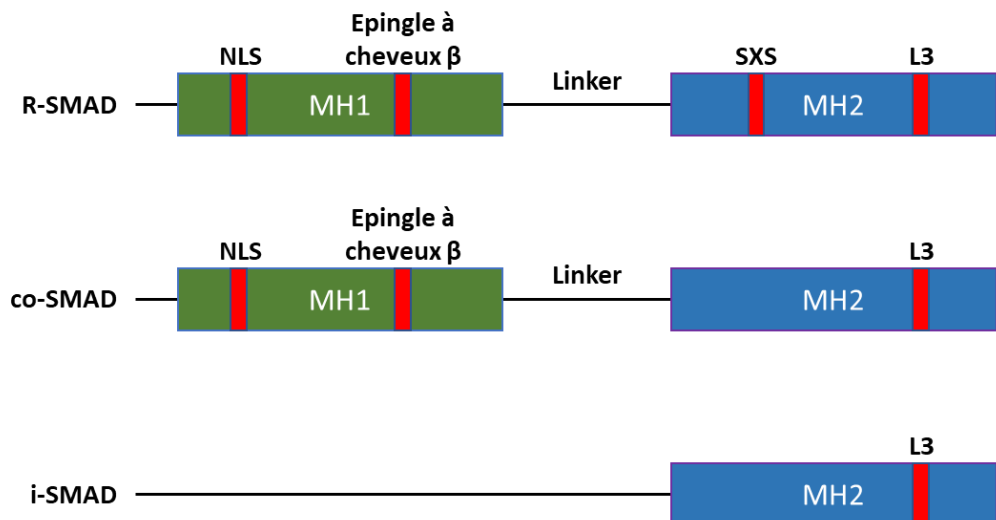 Epingle à
cheveux β
NLS
Linker
SXS
L3
R-SMAD
MH1
MH2
Epingle à
cheveux β
NLS
Linker
L3
co-SMAD
MH1
MH2
L3
i-SMAD
MH2